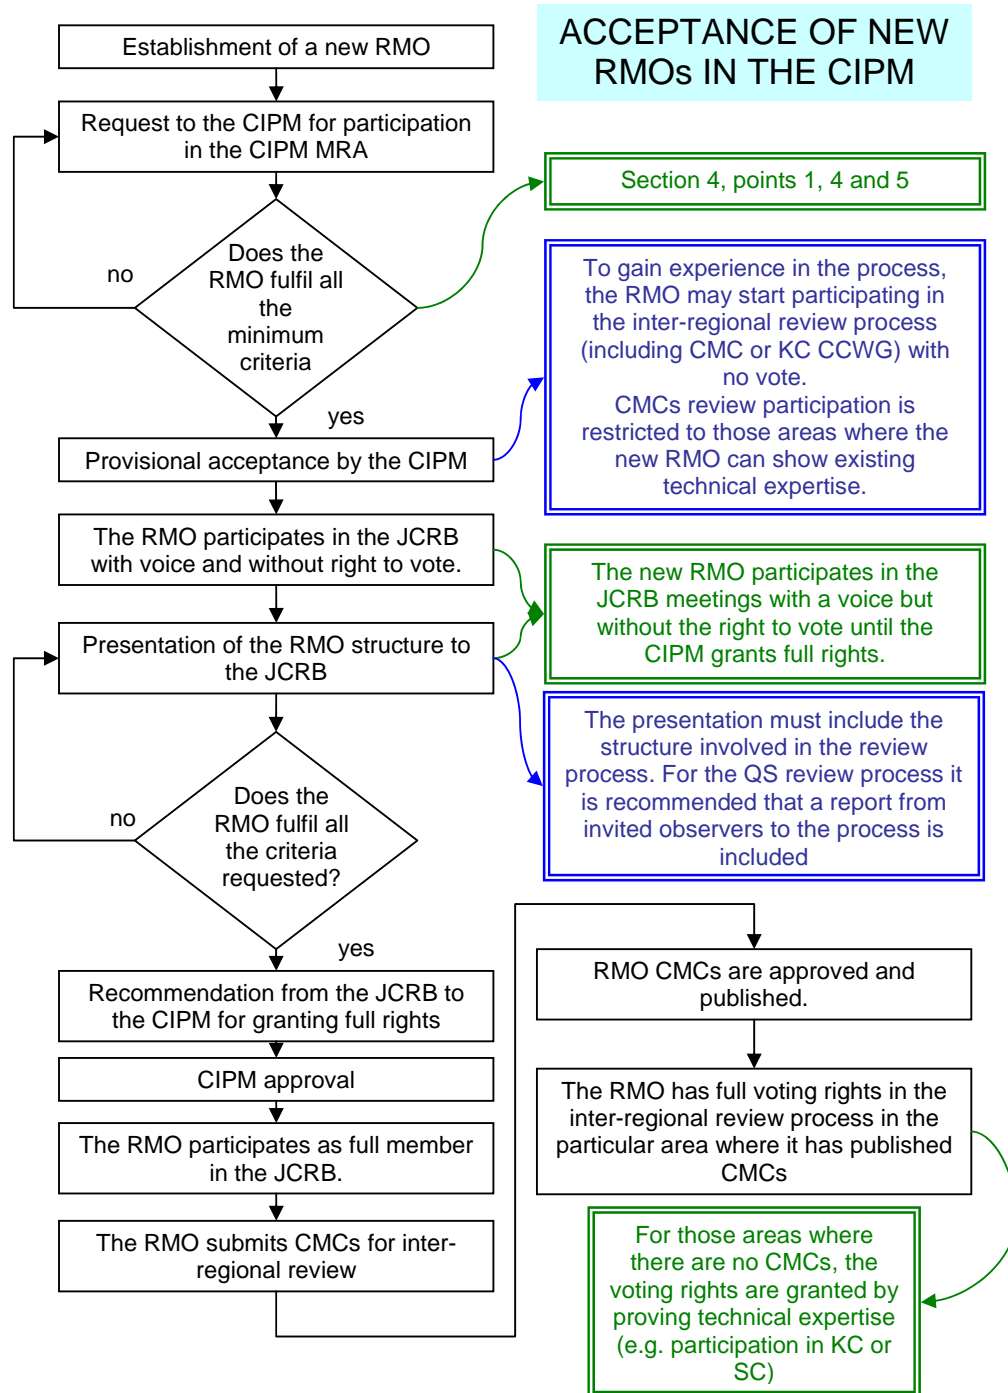 ACCEPTANCE OF NEW
RMOs IN THE CIPM
Establishment of a new RMO
Request to the CIPM for participation
in the CIPM MRA
Section 4, points 1, 4 and 5
Does the
RMO fulfil all
the
minimum
criteria
no
yes
To gain experience in the process,
the RMO may start participating in
the inter-regional review process
(including CMC or KC CCWG) with
no vote.
CMCs review participation is
restricted to those areas where the
new RMO can show existing
technical expertise.
Provisional acceptance by the CIPM
The RMO participates in the JCRB
with voice and without right to vote.
The new RMO participates in the
JCRB meetings with a voice but
without the right to vote until the
CIPM grants full rights.
Presentation of the RMO structure to
the JCRB
The presentation must include the
structure involved in the review
process. For the QS review process it
is recommended that a report from
invited observers to the process is
included
Does the
RMO fulfil all
the criteria
requested?
no
yes
Recommendation from the JCRB to
the CIPM for granting full rights
CIPM approval
The RMO participates as full member
in the JCRB.
The RMO submits CMCs for inter-
regional review
RMO CMCs are approved and
published.
The RMO has full voting rights in the
inter-regional review process in the
particular area where it has published
CMCs
For those areas where
there are no CMCs, the
voting rights are granted by
proving technical expertise
(e.g. participation in KC or
SC)